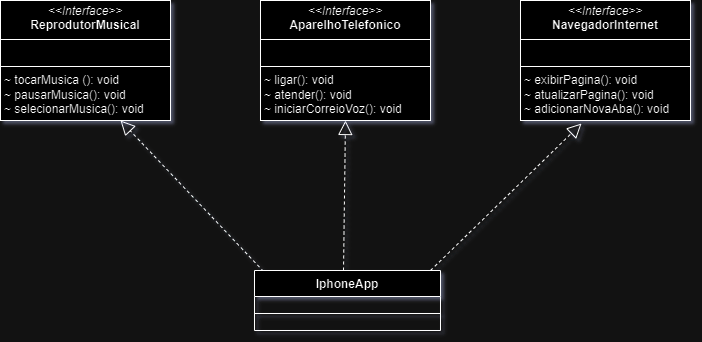 <<Interface>>
ReprodutorMusical
~ tocarMusica (): void
~ pausarMusica(): void
~ selecionarMusica(): void
<<Interface>>
AparelhoTelefonico
~ ligar(): void
~ atender(): void
~ iniciarCorreioVoz(): void
<<Interface>>
NavegadorInternet
~ exibirPagina(): void
~ atualizarPagina(): void
~ adicionarNovaAba(): void
IphoneApp